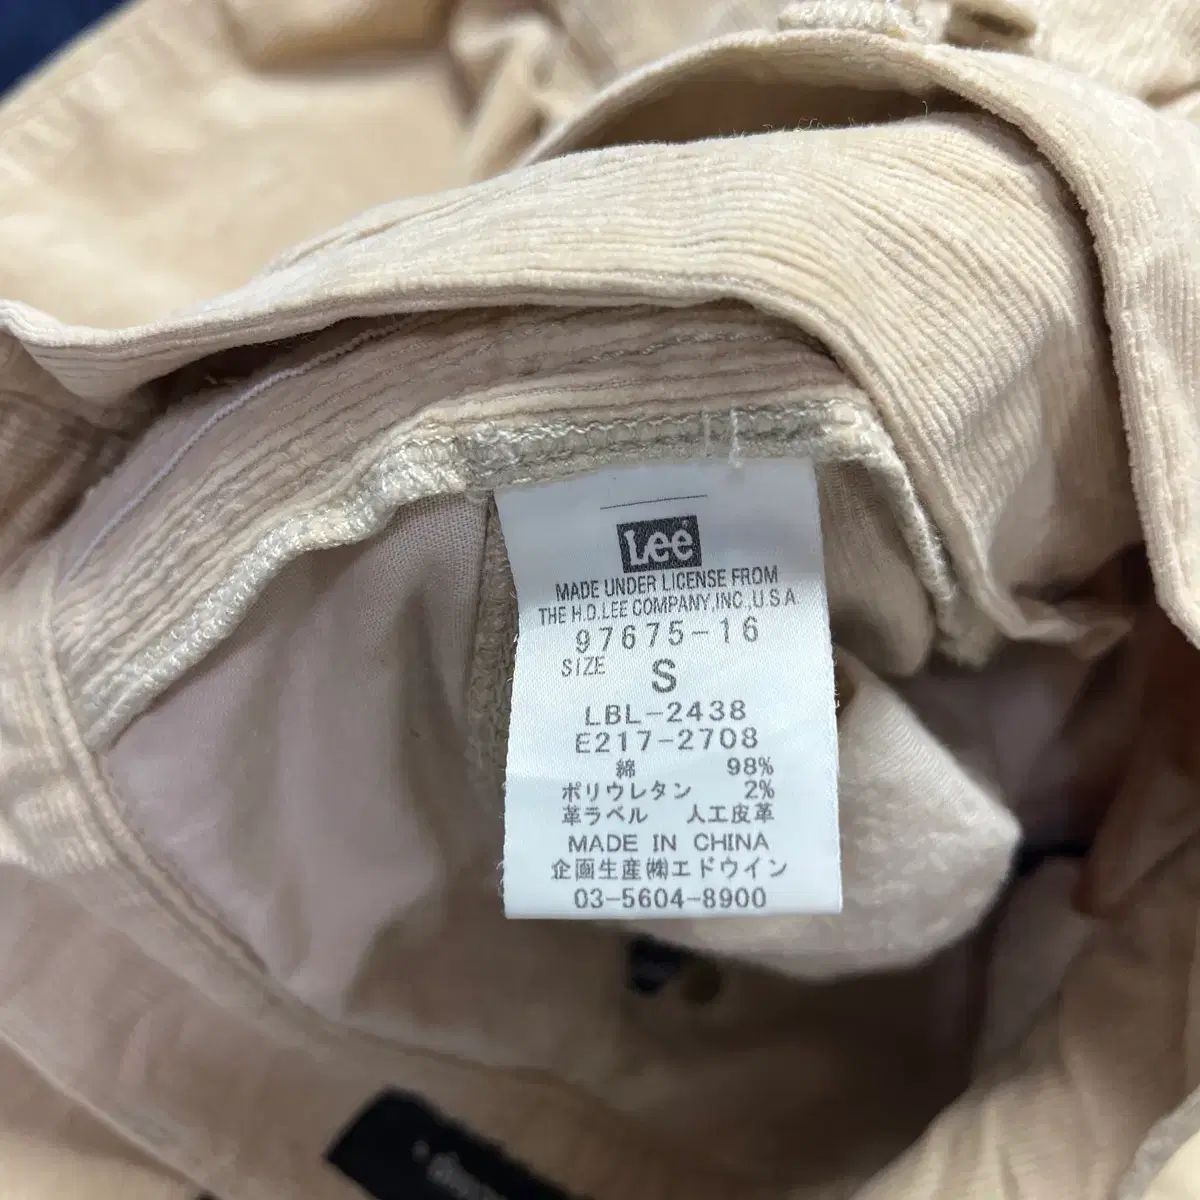 Lee
MADE UNDER LICENSE FROM
THE H.D.LEE COMPANY,INC.,U.S.A.
97675-16
SIZE S
LBL-2438
E217-2708
綿 98%
ポリウレタン 2%
革ラベル 人工皮革
MADE IN CHINA
企画生産㈱エドウイン
03-5604-8900